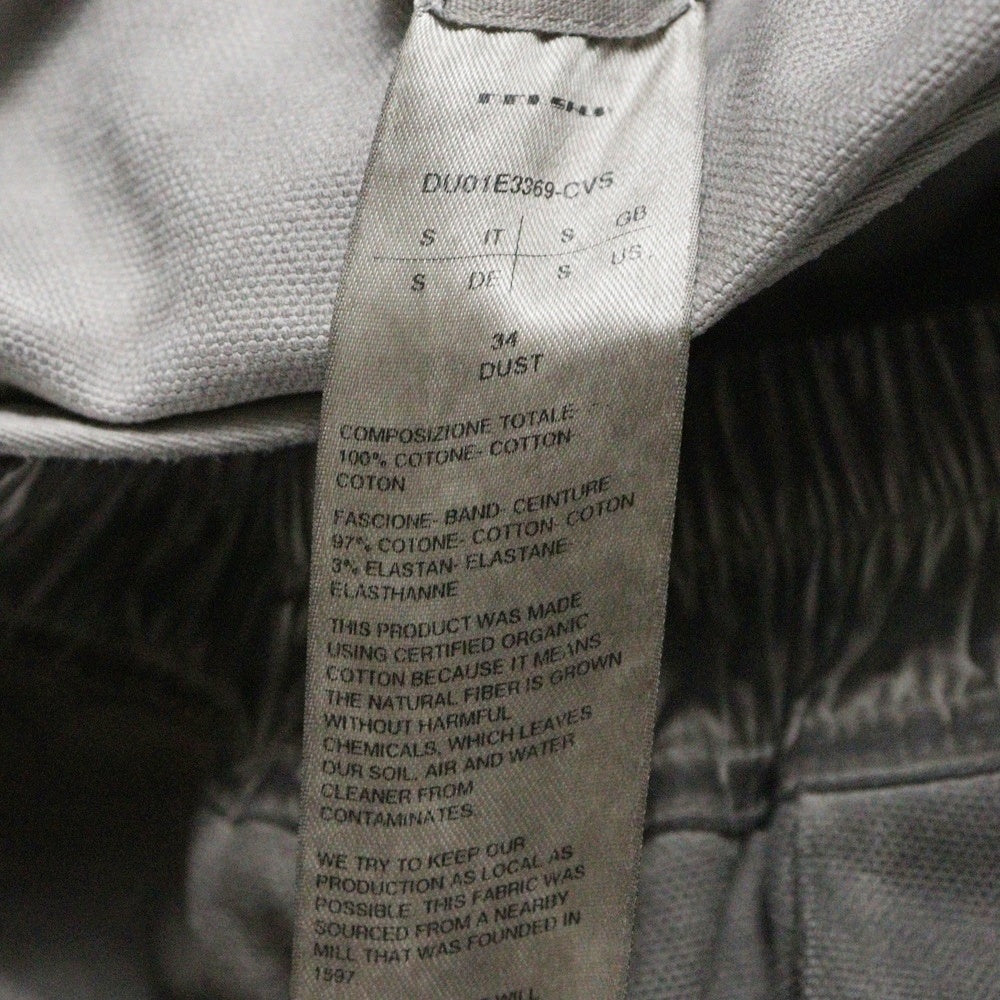 DU01E3369-CVS
S IT S GB
S DE S US
34
DUST
COMPOSIZIONE TOTALE-
100% COTONE- COTTON-
COTON
FASCIONE- BAND- CEINTURE
97% COTONE- COTTON- COTON
3% ELASTAN- ELASTANE-
ELASTHANNE
THIS PRODUCT WAS MADE
USING CERTIFIED ORGANIC
COTTON BECAUSE IT MEANS
THE NATURAL FIBER IS GROWN
WITHOUT HARMFUL
CHEMICALS, WHICH LEAVES
OUR SOIL, AIR AND WATER
CLEANER FROM
CONTAMINATES.
WE TRY TO KEEP OUR
PRODUCTION AS LOCAL AS
POSSIBLE. THIS FABRIC WAS
SOURCED FROM A NEARBY
MILL THAT WAS FOUNDED IN
1597
WILL